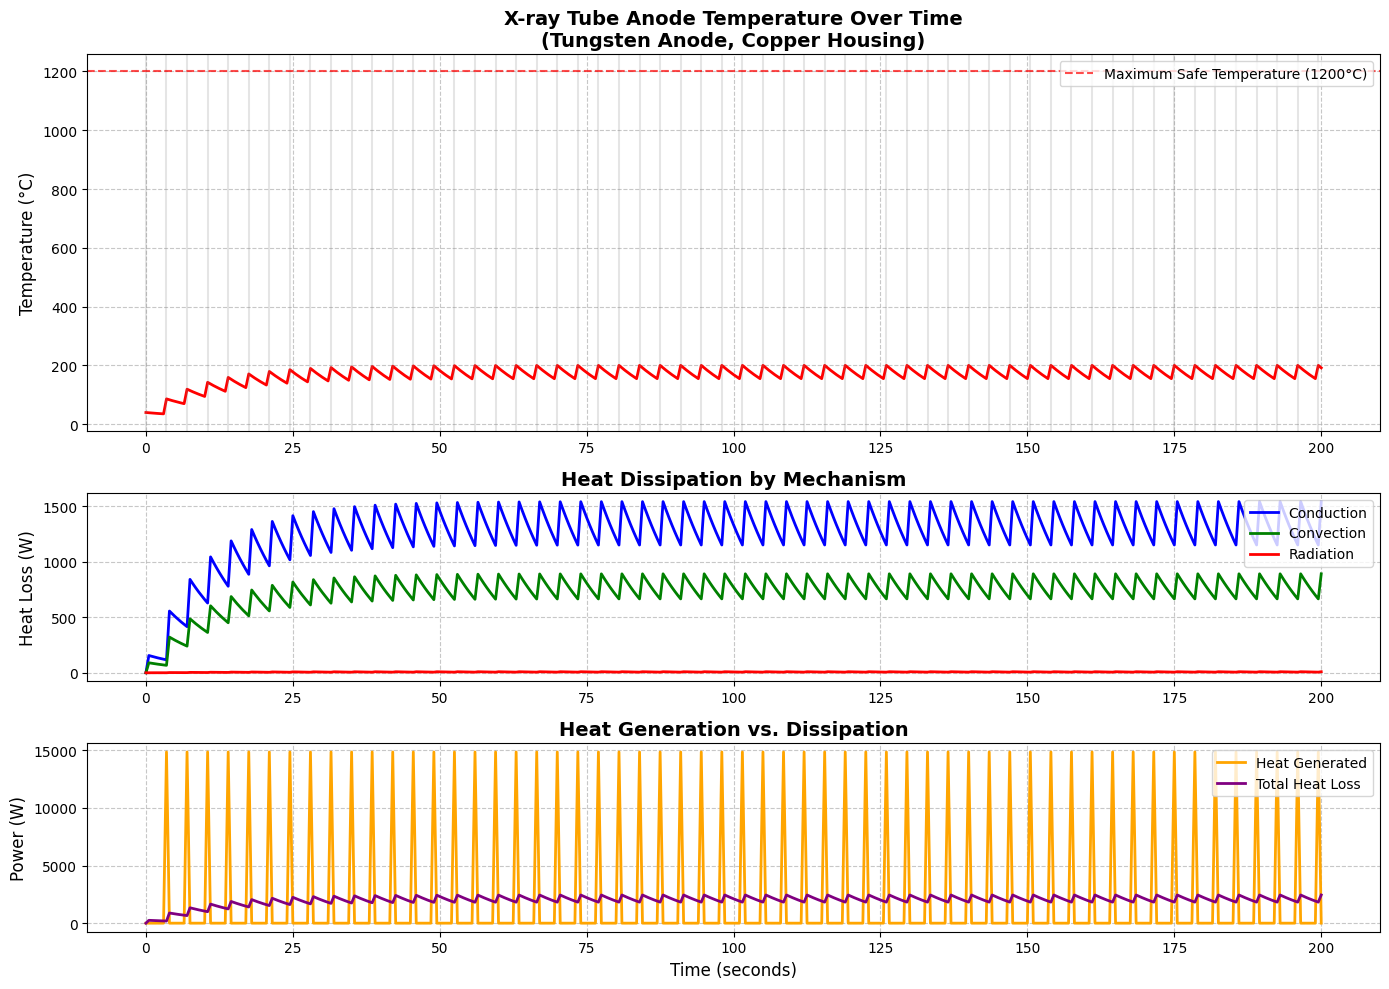 X-ray Tube Anode Temperature Over Time
(Tungsten Anode, Copper Housing)
Temperature (°C)
1200
1000
800
600
400
200
0
Maximum Safe Temperature (1200°C)
0 25 50 75 100 125 150 175 200
Heat Dissipation by Mechanism
Heat Loss (W)
1500
1000
500
0
Conduction
Convection
Radiation
0 25 50 75 100 125 150 175 200
Heat Generation vs. Dissipation
Power (W)
15000
10000
5000
0
Heat Generated
Total Heat Loss
0 25 50 75 100 125 150 175 200
Time (seconds)